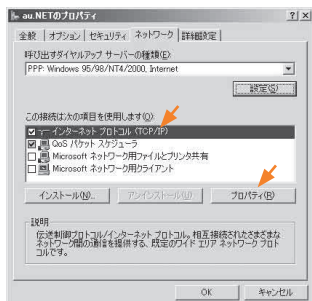 au.NETのプロパティ
全般 オプション セキュリティ ネットワーク 詳細設定
呼び出すダイヤルアップ サーバーの種類(E):
PPP: Windows 95/98/NT4/2000, Internet
設定(S)
この接続は次の項目を使用します(O):
インターネット プロトコル (TCP/IP)
QoS パケット スケジューラ
Microsoft ネットワーク用ファイルとプリンタ共有
Microsoft ネットワーク用クライアント
インストール(N)... アンインストール(U) プロパティ(R)
説明
伝送制御プロトコル/インターネット プロトコル。相互接続されたさまざまな
ネットワーク間の通信を提供する、既定のワイド エリア ネットワーク プロト
コルです。
OK キャンセル